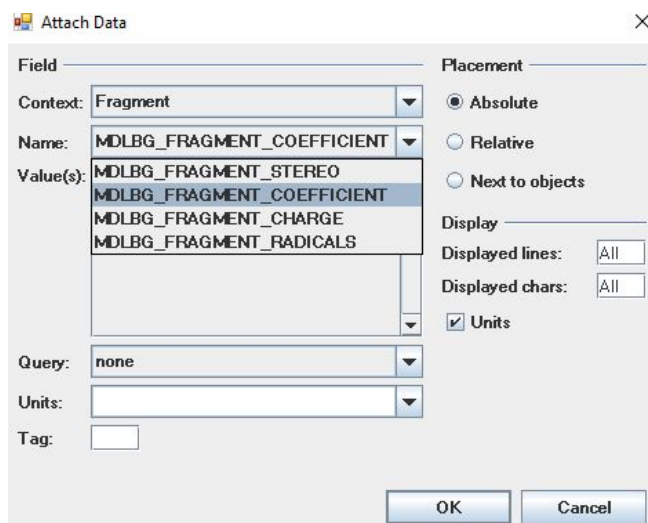 Attach Data
Field
Context: Fragment
Name: MDLBG_FRAGMENT_COEFFICIENT
Value(s): MDLBG_FRAGMENT_STEREO
MDLBG_FRAGMENT_COEFFICIENT
MDLBG_FRAGMENT_CHARGE
MDLBG_FRAGMENT_RADICALS
Query: none
Units:
Tag:
Placement
Absolute
Relative
Next to objects
Display
Displayed lines: All
Displayed chars: All
Units
OK Cancel